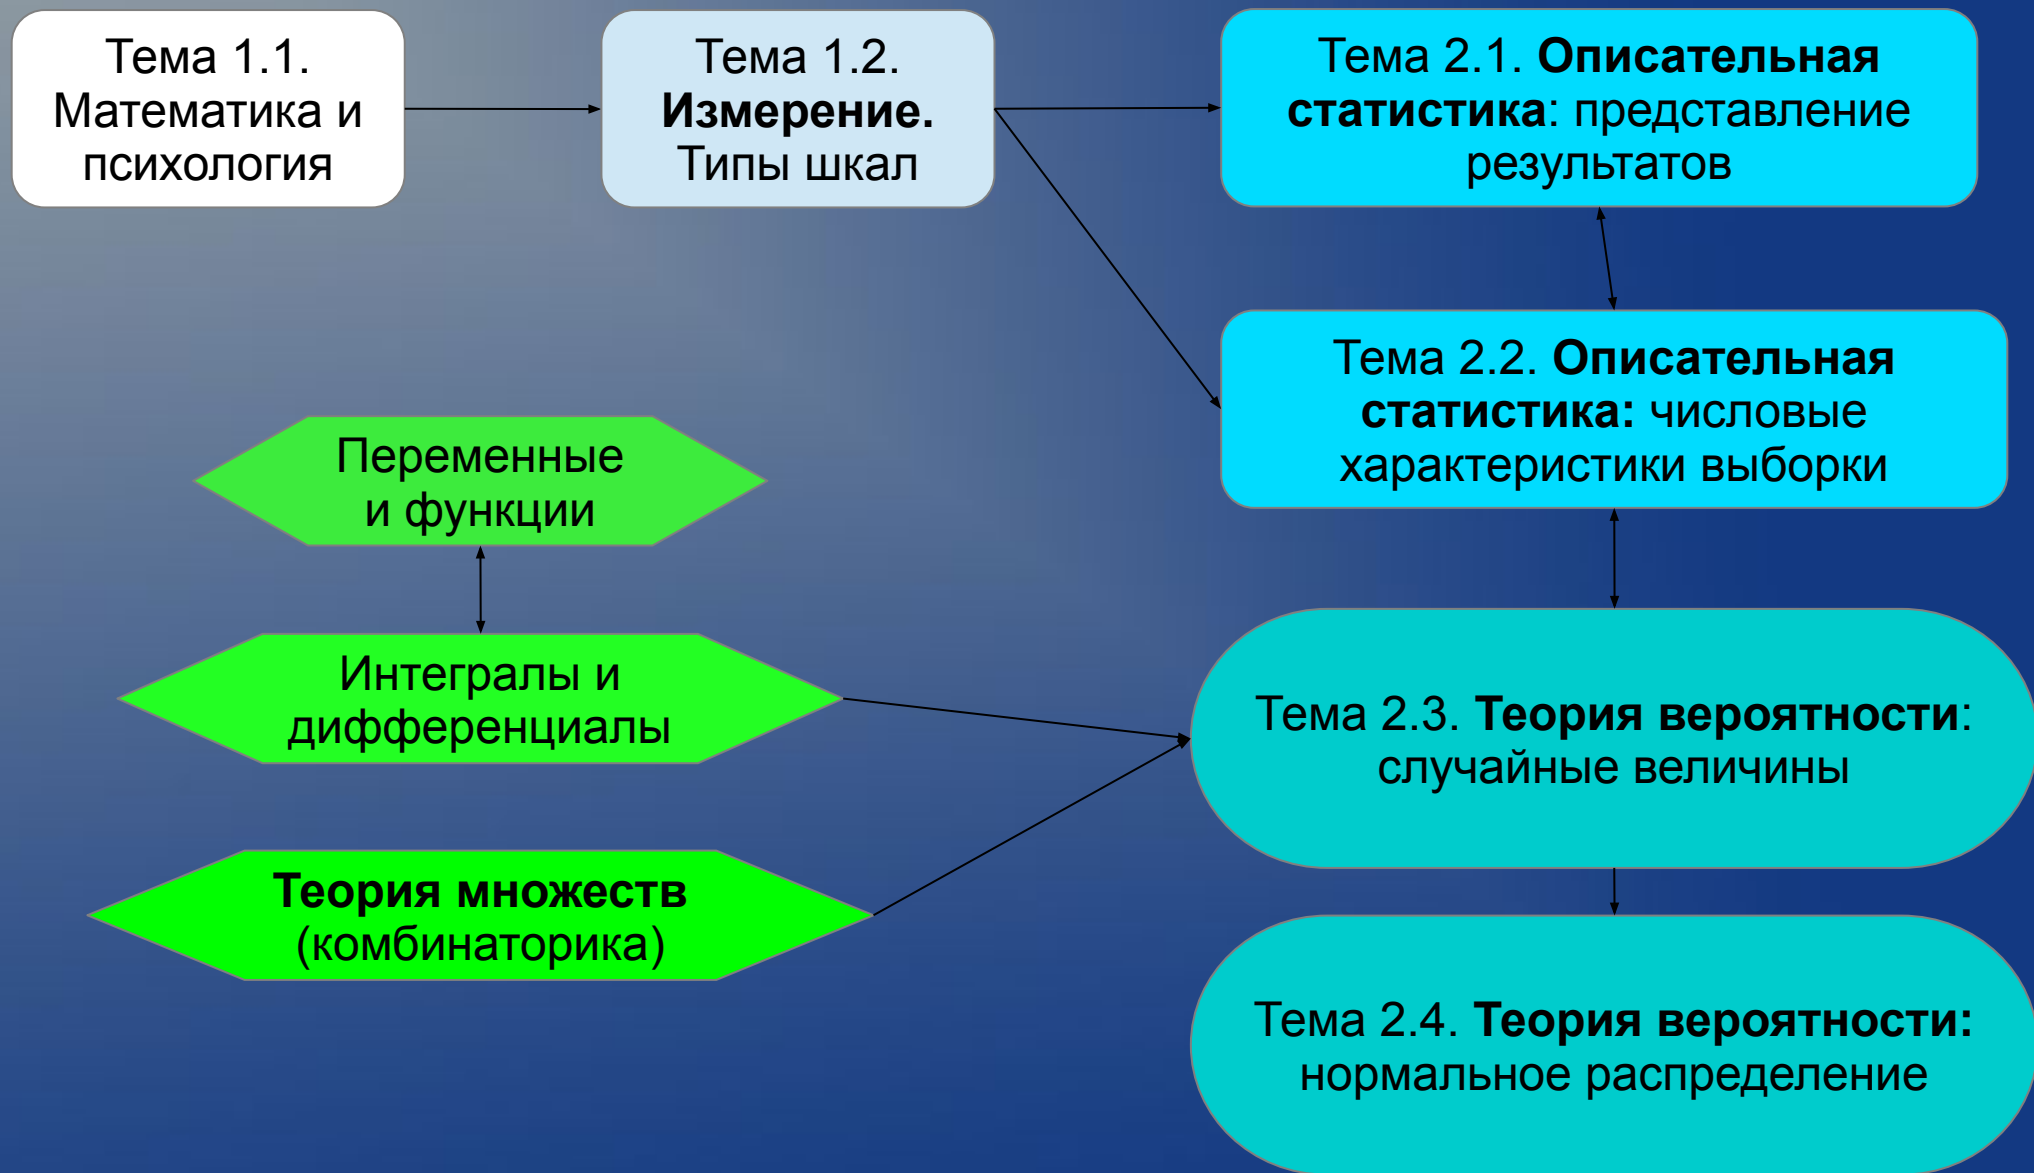 Тема 1.1.
Математика и
психология
Тема 1.2.
Измерение.
Типы шкал
Тема 2.1. Описательная
статистика: представление
результатов
Тема 2.2. Описательная
статистика: числовые
характеристики выборки
Переменные
и функции
Интегралы и
дифференциалы
Тема 2.3. Теория вероятности:
случайные величины
Теория множеств
(комбинаторика)
Тема 2.4. Теория вероятности:
нормальное распределение